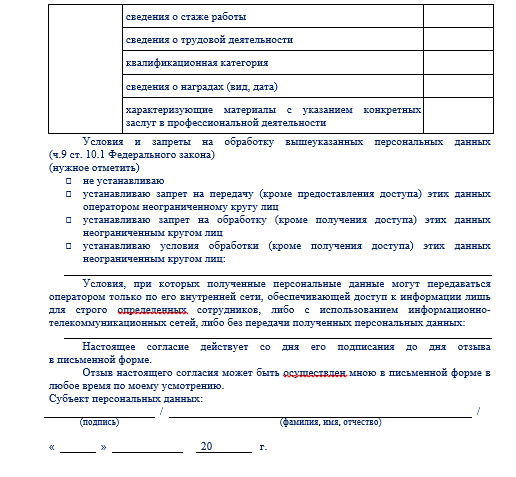 сведения о стаже работы
сведения о трудовой деятельности
квалификационная категория
сведения о наградах (вид, дата)
характеризующие материалы с указанием конкретных
заслуг в профессиональной деятельности
Условия и запреты на обработку вышеуказанных персональных данных
(ч.9 ст. 10.1 Федерального закона)
(нужное отметить)
не устанавливаю
устанавливаю запрет на передачу (кроме предоставления доступа) этих данных
оператором неограниченному кругу лиц
устанавливаю запрет на обработку (кроме получения доступа) этих данных
неограниченным кругом лиц
устанавливаю условия обработки (кроме получения доступа) этих данных
неограниченным кругом лиц:
Условия, при которых полученные персональные данные могут передаваться
оператором только по его внутренней сети, обеспечивающей доступ к информации лишь
для строго определенных сотрудников, либо с использованием информационно-
телекоммуникационных сетей, либо без передачи полученных персональных данных:
Настоящее согласие действует со дня его подписания до дня отзыва
в письменной форме.
Отзыв настоящего согласия может быть осуществлен мною в письменной форме в
любое время по моему усмотрению.
Субъект персональных данных:
/ /
(подпись) (фамилия, имя, отчество)
« » 20 г.